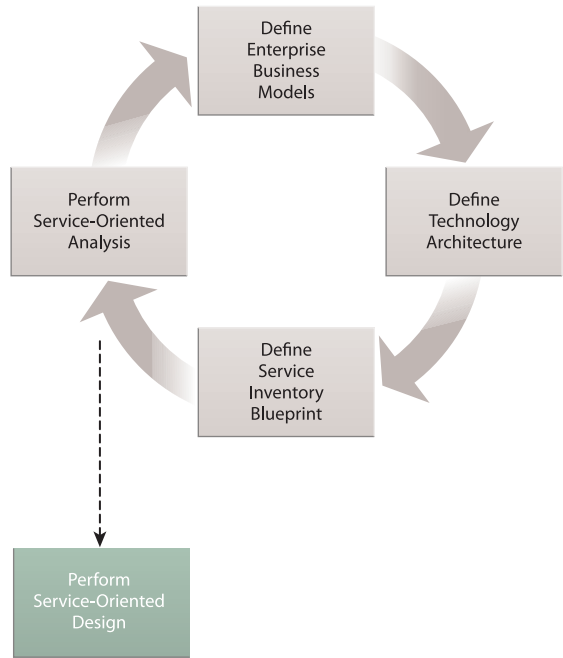 Define
Enterprise
Business
Models
Define
Technology
Architecture
Define
Service
Inventory
Blueprint
Perform
Service-Oriented
Analysis
Perform
Service-Oriented
Design